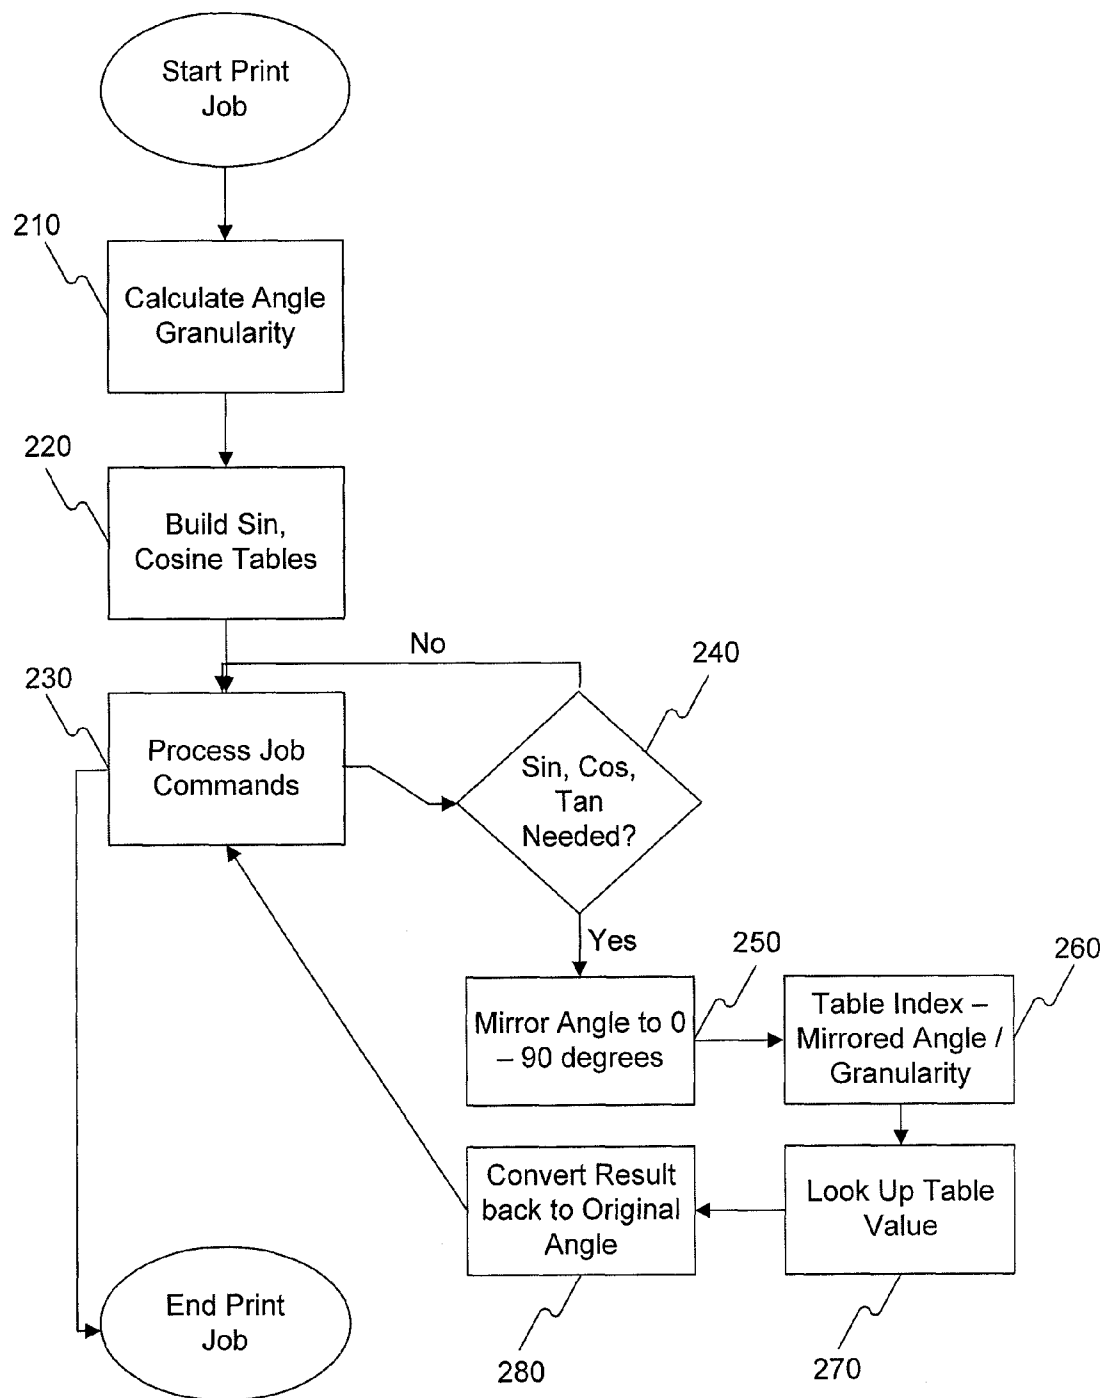 Start Print
Job
210
Calculate Angle
Granularity
220
Build Sin,
Cosine Tables
No
240
230
Process Job
Commands
Sin, Cos,
Tan
Needed?
Yes
250
260
Mirror Angle to 0
– 90 degrees
Table Index –
Mirrored Angle /
Granularity
Convert Result
back to Original
Angle
Look Up Table
Value
End Print
Job
280
270